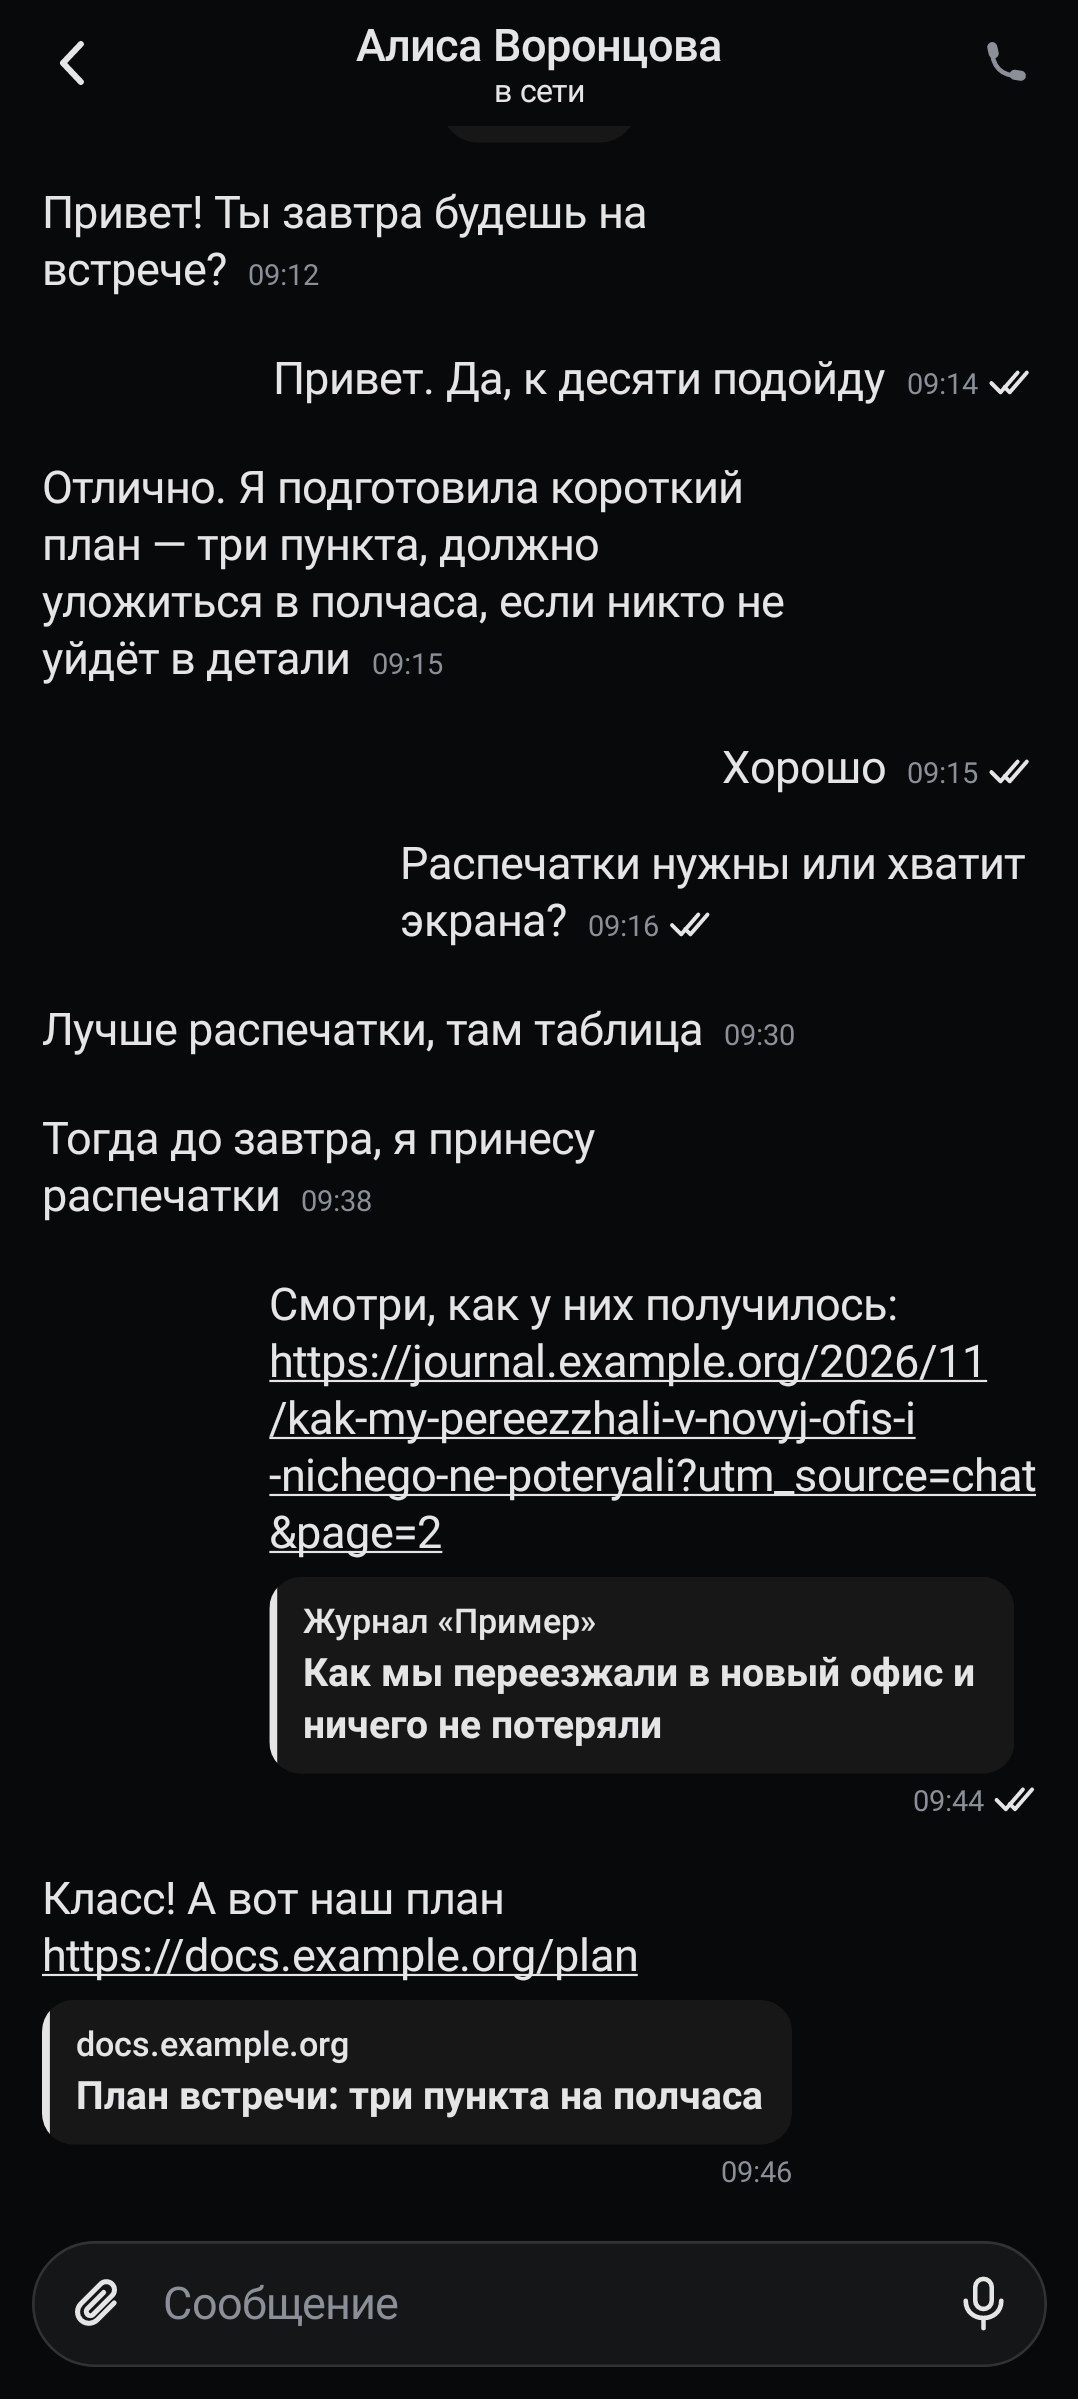 Алиса Воронцова
в сети
Привет! Ты завтра будешь на
встрече? 09:12
Привет. Да, к десяти подойду 09:14
Отлично. Я подготовила короткий
план — три пункта, должно
уложиться в полчаса, если никто не
уйдёт в детали 09:15
Хорошо 09:15
Распечатки нужны или хватит
экрана? 09:16
Лучше распечатки, там таблица 09:30
Тогда до завтра, я принесу
распечатки 09:38
Смотри, как у них получилось:
https://journal.example.org/2026/11
/kak-my-pereezzhali-v-novyj-ofis-i
-nichego-ne-poteryali?utm_source=chat
&page=2
Журнал «Пример»
Как мы переезжали в новый офис и
ничего не потеряли
09:44
Класс! А вот наш план
https://docs.example.org/plan
docs.example.org
План встречи: три пункта на полчаса
09:46
Сообщение